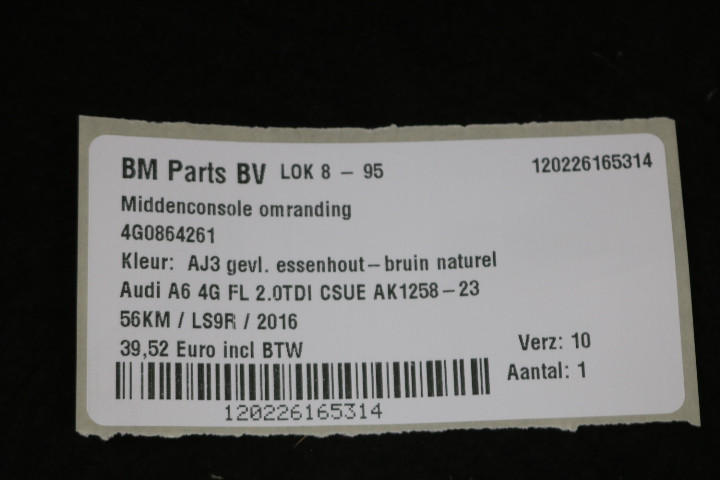 BM Parts BV LOK 8 - 95 120226165314
Middenconsole omranding
4G0864261
Kleur: AJ3 gevl. essenhout-bruin naturel
Audi A6 4G FL 2.0TDI CSUE AK1258-23
56KM / LS9R / 2016
39,52 Euro incl BTW
Verz: 10
Aantal: 1
120226165314